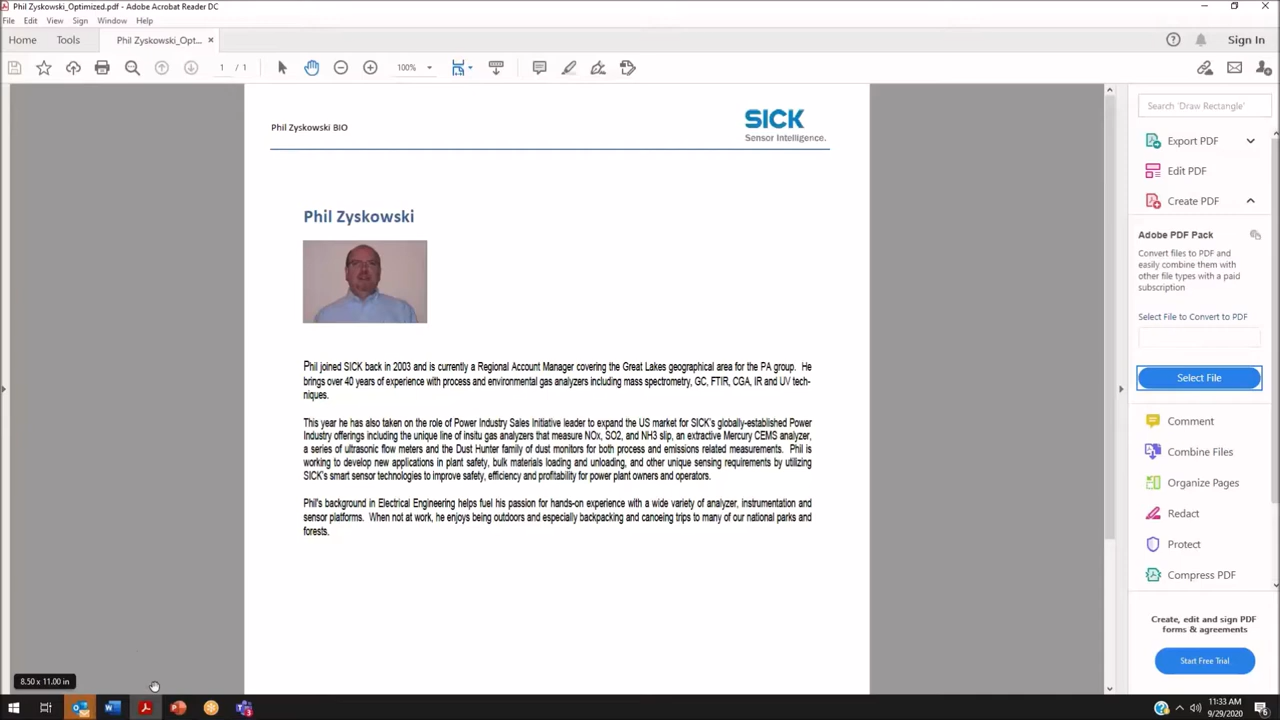 Phil Zyskowski_Optimized.pdf - Adobe Acrobat Reader DC
File Edit View Sign Window Help
Home Tools Phil Zyskowski_Opt... × Sign In
1 / 1 100%
Phil Zyskowski BIO
SICK
Sensor Intelligence.
Phil Zyskowski
Phil joined SICK back in 2003 and is currently a Regional Account Manager covering the Great Lakes geographical area for the PA group. He
brings over 40 years of experience with process and environmental gas analyzers including mass spectrometry, GC, FTIR, CGA, IR and UV tech-
niques.
This year he has also taken on the role of Power Industry Sales Initiative leader to expand the US market for SICK's globally-established Power
Industry offerings including the unique line of insitu gas analyzers that measure NOx, SO2, and NH3 slip, an extractive Mercury CEMS analyzer,
a series of ultrasonic flow meters and the Dust Hunter family of dust monitors for both process and emissions related measurements. Phil is
working to develop new applications in plant safety, bulk materials loading and unloading, and other unique sensing requirements by utilizing
SICK's smart sensor technologies to improve safety, efficiency and profitability for power plant owners and operators.
Phil's background in Electrical Engineering helps fuel his passion for hands-on experience with a wide variety of analyzer, instrumentation and
sensor platforms. When not at work, he enjoys being outdoors and especially backpacking and canoeing trips to many of our national parks and
forests.
Search 'Draw Rectangle'
Export PDF
Edit PDF
Create PDF
Adobe PDF Pack
Convert files to PDF and
easily combine them with
other file types with a paid
subscription
Select File to Convert to PDF
Select File
Comment
Combine Files
Organize Pages
Redact
Protect
Compress PDF
Create, edit and sign PDF
forms & agreements
Start Free Trial
8.50 x 11.00 in
11:33 AM
9/29/2020